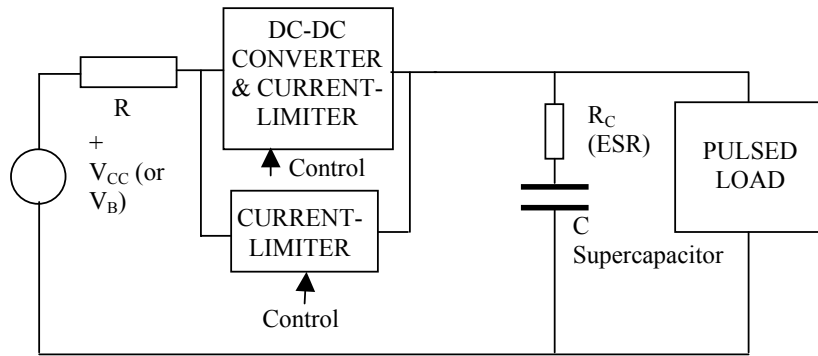 DC-DC
CONVERTER
& CURRENT-
LIMITER
R
+
V_CC (or
V_B)
Control
CURRENT-
LIMITER
Control
R_C
(ESR)
C
Supercapacitor
PULSED
LOAD